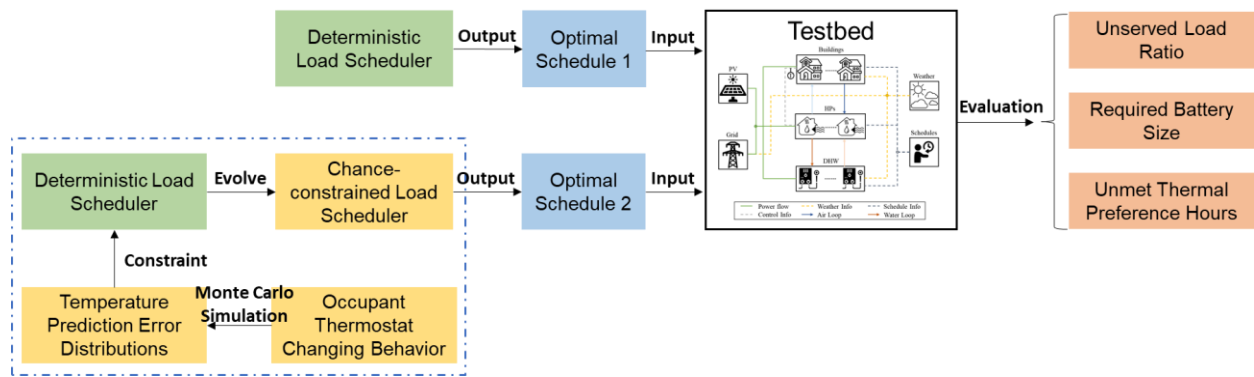 Deterministic
Load Scheduler
Output
Optimal
Schedule 1
Input
Testbed
Buildings
PV
Weather
HPs
Grid
Schedules
DHW
Power flow
Weather Info
Schedule Info
Control Info
Air Loop
Water Loop
Evaluation
Unserved Load
Ratio
Required Battery
Size
Unmet Thermal
Preference Hours
Deterministic Load
Scheduler
Evolve
Chance-
constrained Load
Scheduler
Output
Optimal
Schedule 2
Input
Constraint
Temperature
Prediction Error
Distributions
Monte Carlo
Simulation
Occupant
Thermostat
Changing Behavior